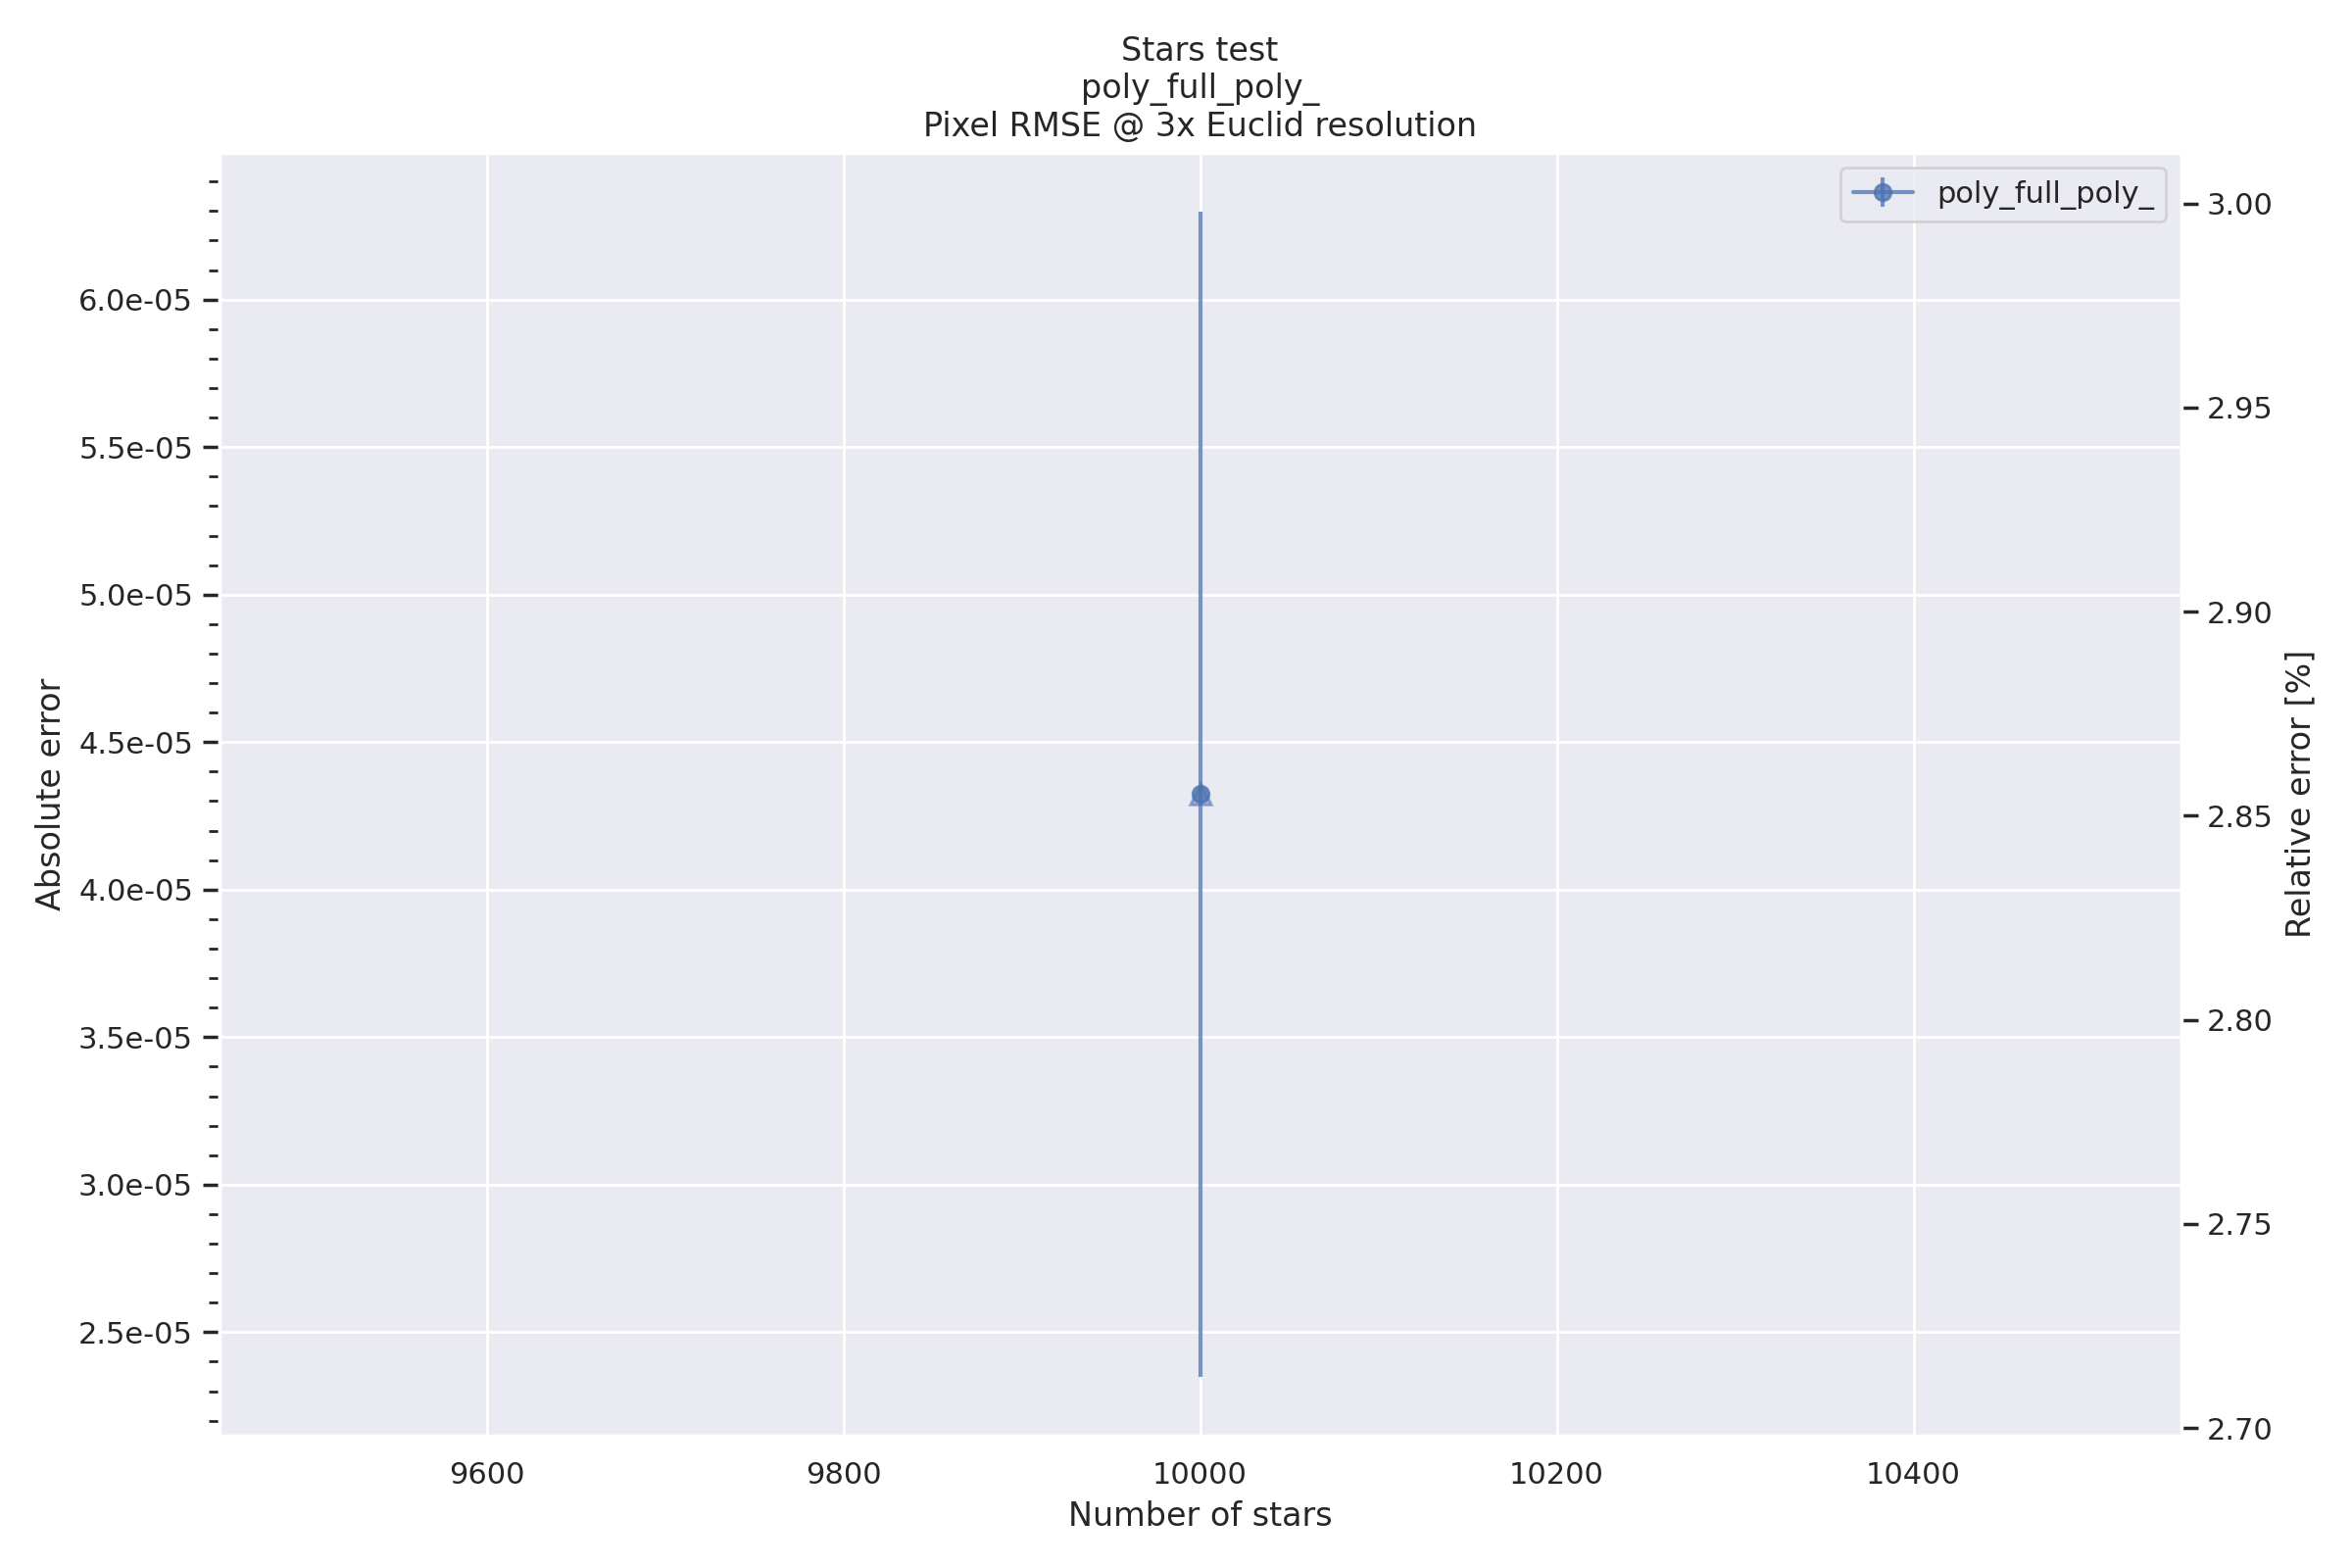 Stars test
poly_full_poly_
Pixel RMSE @ 3x Euclid resolution
poly_full_poly_
Absolute error
6.0e-05
5.5e-05
5.0e-05
4.5e-05
4.0e-05
3.5e-05
3.0e-05
2.5e-05
3.00
2.95
2.90
2.85
2.80
2.75
2.70
Relative error [%]
9600 9800 10000 10200 10400
Number of stars